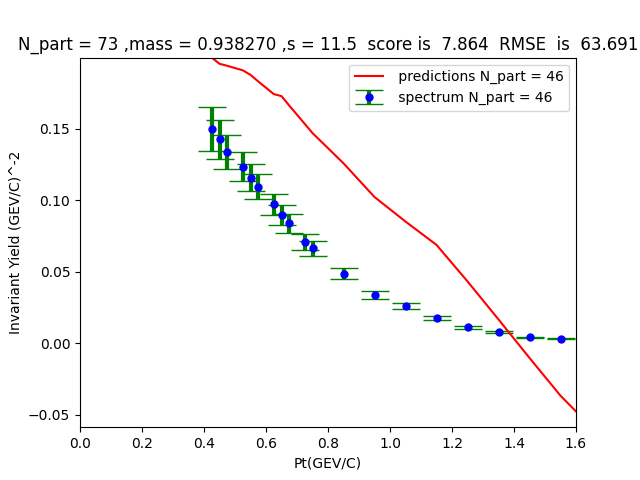 N_part = 73 ,mass = 0.938270 ,s = 11.5  score is  7.864  RMSE  is  63.691
predictions N_part = 46
spectrum N_part = 46
Invariant Yield (GEV/C)^-2
0.15
0.10
0.05
0.00
−0.05
0.0 0.2 0.4 0.6 0.8 1.0 1.2 1.4 1.6
Pt(GEV/C)